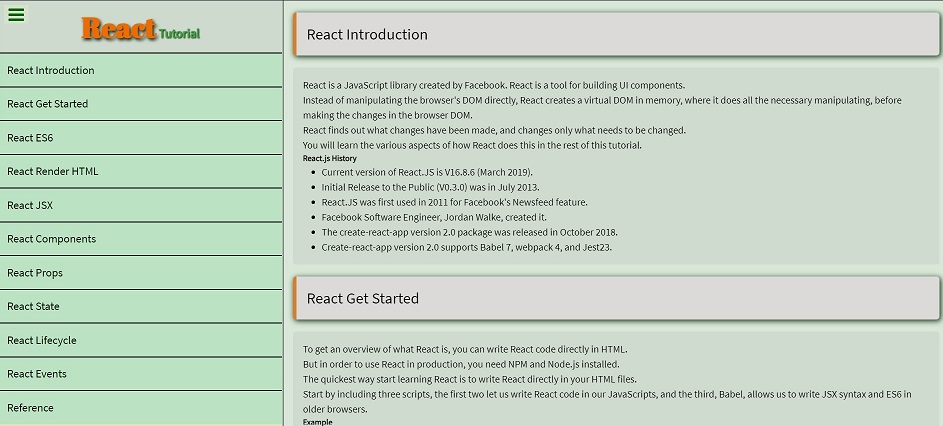 React Tutorial
React Introduction
React Get Started
React ES6
React Render HTML
React JSX
React Components
React Props
React State
React Lifecycle
React Events
Reference
React Introduction
React is a JavaScript library created by Facebook. React is a tool for building UI components.
Instead of manipulating the browser's DOM directly, React creates a virtual DOM in memory, where it does all the necessary manipulating, before
making the changes in the browser DOM.
React finds out what changes have been made, and changes only what needs to be changed.
You will learn the various aspects of how React does this in the rest of this tutorial.
React.js History
• Current version of React.JS is V16.8.6 (March 2019).
• Initial Release to the Public (V0.3.0) was in July 2013.
• React.JS was first used in 2011 for Facebook's Newsfeed feature.
• Facebook Software Engineer, Jordan Walke, created it.
• The create-react-app version 2.0 package was released in October 2018.
• Create-react-app version 2.0 supports Babel 7, webpack 4, and Jest23.
React Get Started
To get an overview of what React is, you can write React code directly in HTML.
But in order to use React in production, you need NPM and Node.js installed.
The quickest way start learning React is to write React directly in your HTML files.
Start by including three scripts, the first two let us write React code in our JavaScripts, and the third, Babel, allows us to write JSX syntax and ES6 in
older browsers.
Example